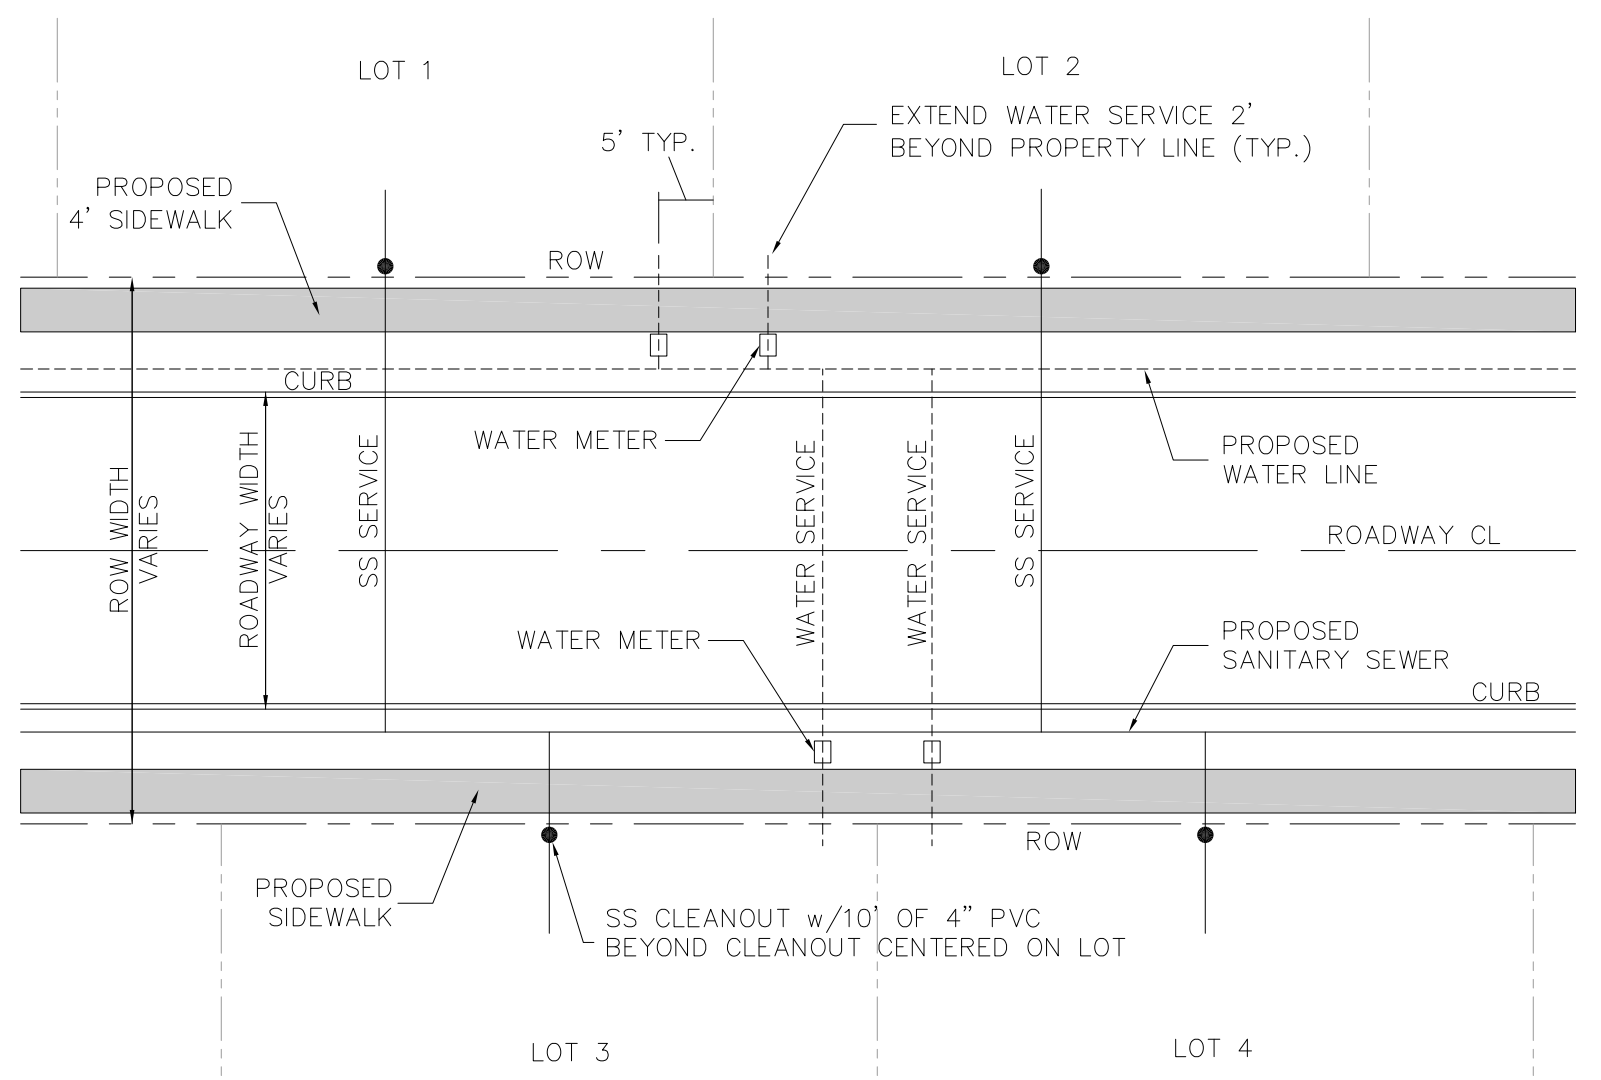 LOT 1
LOT 2
EXTEND WATER SERVICE 2'
BEYOND PROPERTY LINE (TYP.)
5' TYP.
PROPOSED
4' SIDEWALK
ROW
CURB
WATER METER
PROPOSED
WATER LINE
ROW WIDTH
VARIES
ROADWAY WIDTH
VARIES
SS SERVICE
WATER SERVICE
WATER SERVICE
SS SERVICE
ROADWAY CL
WATER METER
PROPOSED
SANITARY SEWER
CURB
ROW
PROPOSED
SIDEWALK
SS CLEANOUT w/10' OF 4" PVC
BEYOND CLEANOUT CENTERED ON LOT
LOT 3
LOT 4